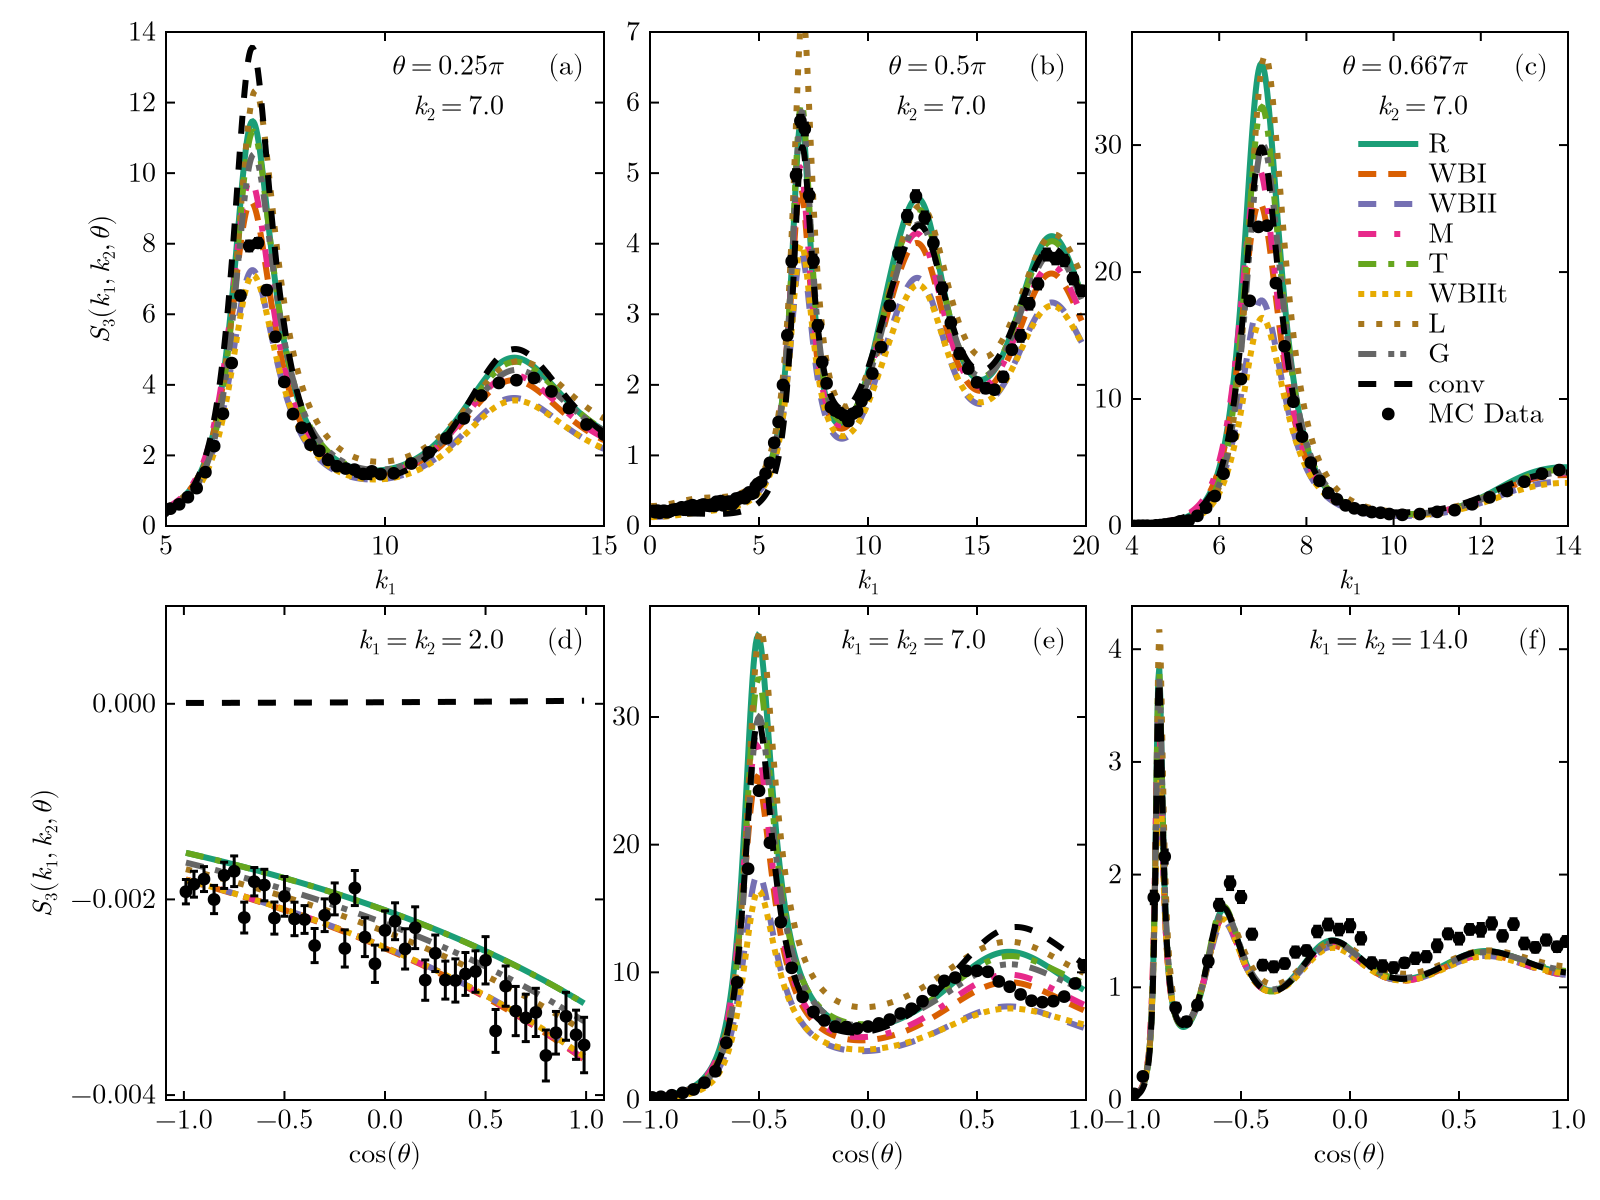 14
12
10
8
6
4
2
0
5
10
15
S₃(k₁, k₂, θ)
k₁
θ = 0.25π (a)
k₂ = 7.0
7
6
5
4
3
2
1
0
0
5
10
15
20
k₁
θ = 0.5π (b)
k₂ = 7.0
30
20
10
0
4
6
8
10
12
14
k₁
θ = 0.667π (c)
k₂ = 7.0
R
WBI
WBII
M
T
WBIIt
L
G
conv
MC Data
0.000
−0.002
−0.004
−1.0
−0.5
0.0
0.5
1.0
S₃(k₁, k₂, θ)
cos(θ)
k₁ = k₂ = 2.0 (d)
30
20
10
0
−1.0
−0.5
0.0
0.5
1.0
cos(θ)
k₁ = k₂ = 7.0 (e)
4
3
2
1
0
−1.0
−0.5
0.0
0.5
1.0
cos(θ)
k₁ = k₂ = 14.0 (f)